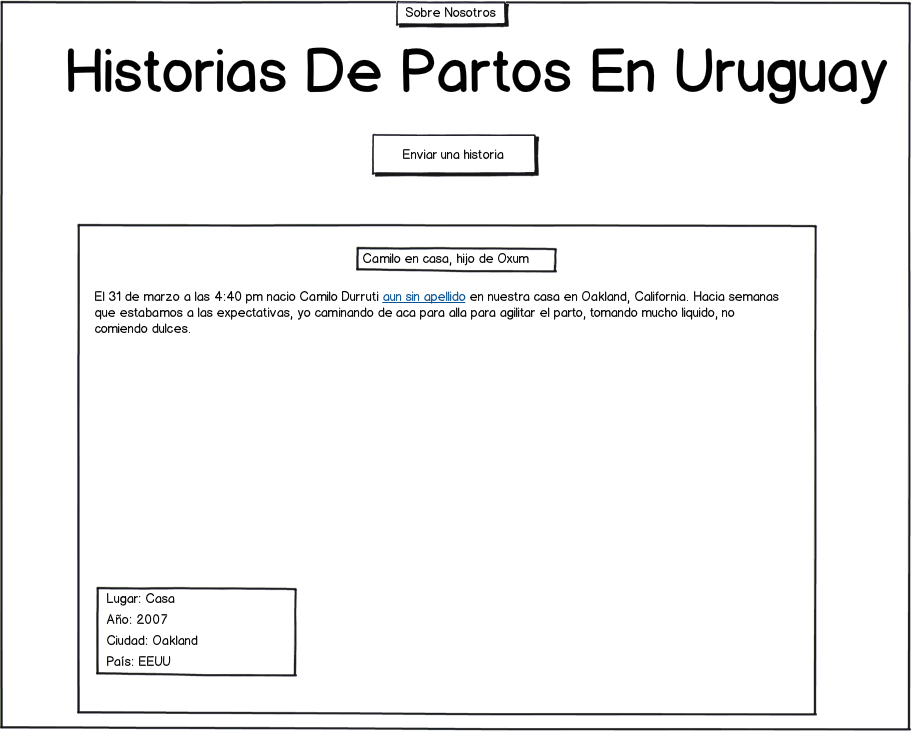 Sobre Nosotros
Historias De Partos En Uruguay
Enviar una historia
Camilo en casa, hijo de Oxum
El 31 de marzo a las 4:40 pm nacio Camilo Durruti aun sin apellido en nuestra casa en Oakland, California. Hacia semanas
que estabamos a las expectativas, yo caminando de aca para alla para agilitar el parto, tomando mucho liquido, no
comiendo dulces.
Lugar: Casa
Año: 2007
Ciudad: Oakland
País: EEUU